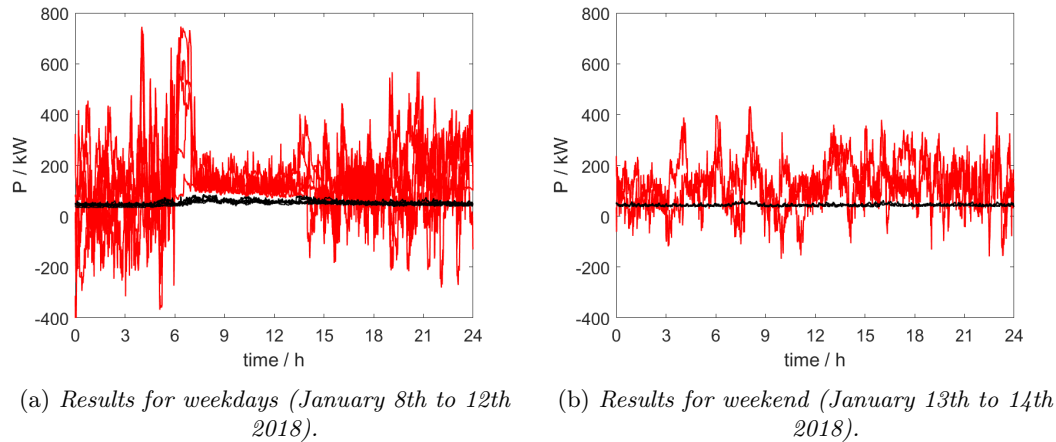 800
600
400
200
0
-200
-400
P / kW
0 3 6 9 12 15 18 21 24
time / h
(a) Results for weekdays (January 8th to 12th
2018).
800
600
400
200
0
-200
-400
P / kW
0 3 6 9 12 15 18 21 24
time / h
(b) Results for weekend (January 13th to 14th
2018).